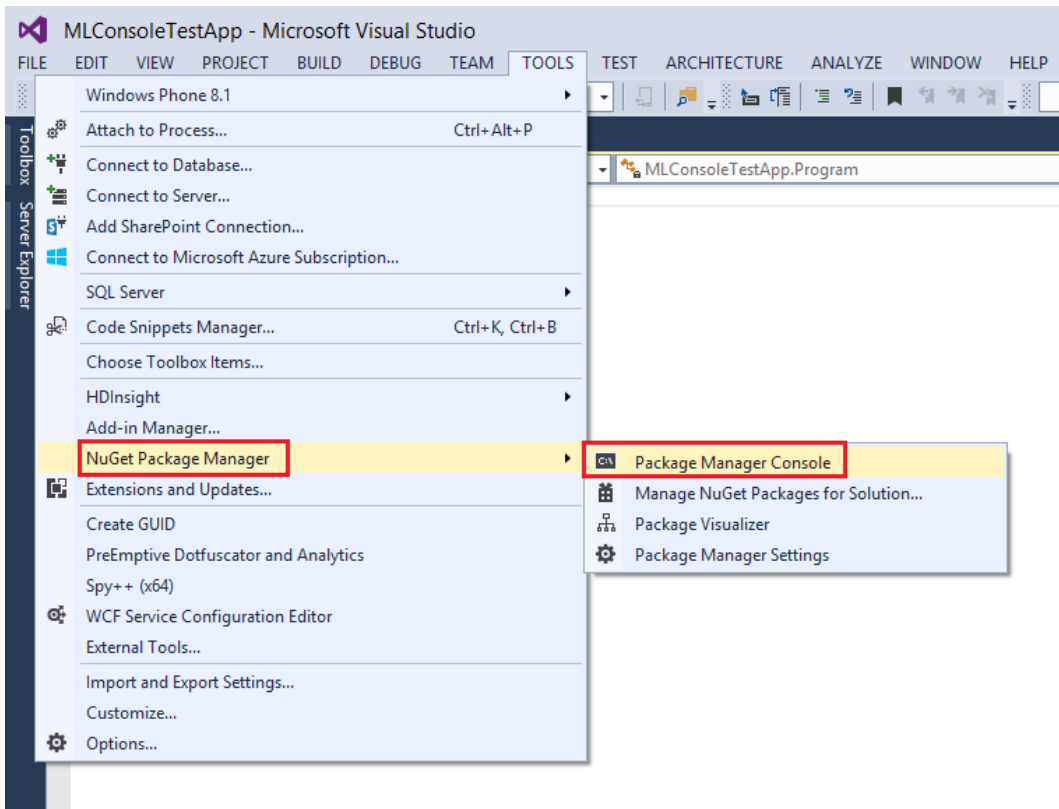 MLConsoleTestApp - Microsoft Visual Studio
FILE EDIT VIEW PROJECT BUILD DEBUG TEAM TOOLS TEST ARCHITECTURE ANALYZE WINDOW HELP
Toolbox
Server Explorer
MLConsoleTestApp.Program
Windows Phone 8.1
Attach to Process... Ctrl+Alt+P
Connect to Database...
Connect to Server...
Add SharePoint Connection...
Connect to Microsoft Azure Subscription...
SQL Server
Code Snippets Manager... Ctrl+K, Ctrl+B
Choose Toolbox Items...
HDInsight
Add-in Manager...
NuGet Package Manager
Extensions and Updates...
Create GUID
PreEmptive Dotfuscator and Analytics
Spy++ (x64)
WCF Service Configuration Editor
External Tools...
Import and Export Settings...
Customize...
Options...
Package Manager Console
Manage NuGet Packages for Solution...
Package Visualizer
Package Manager Settings